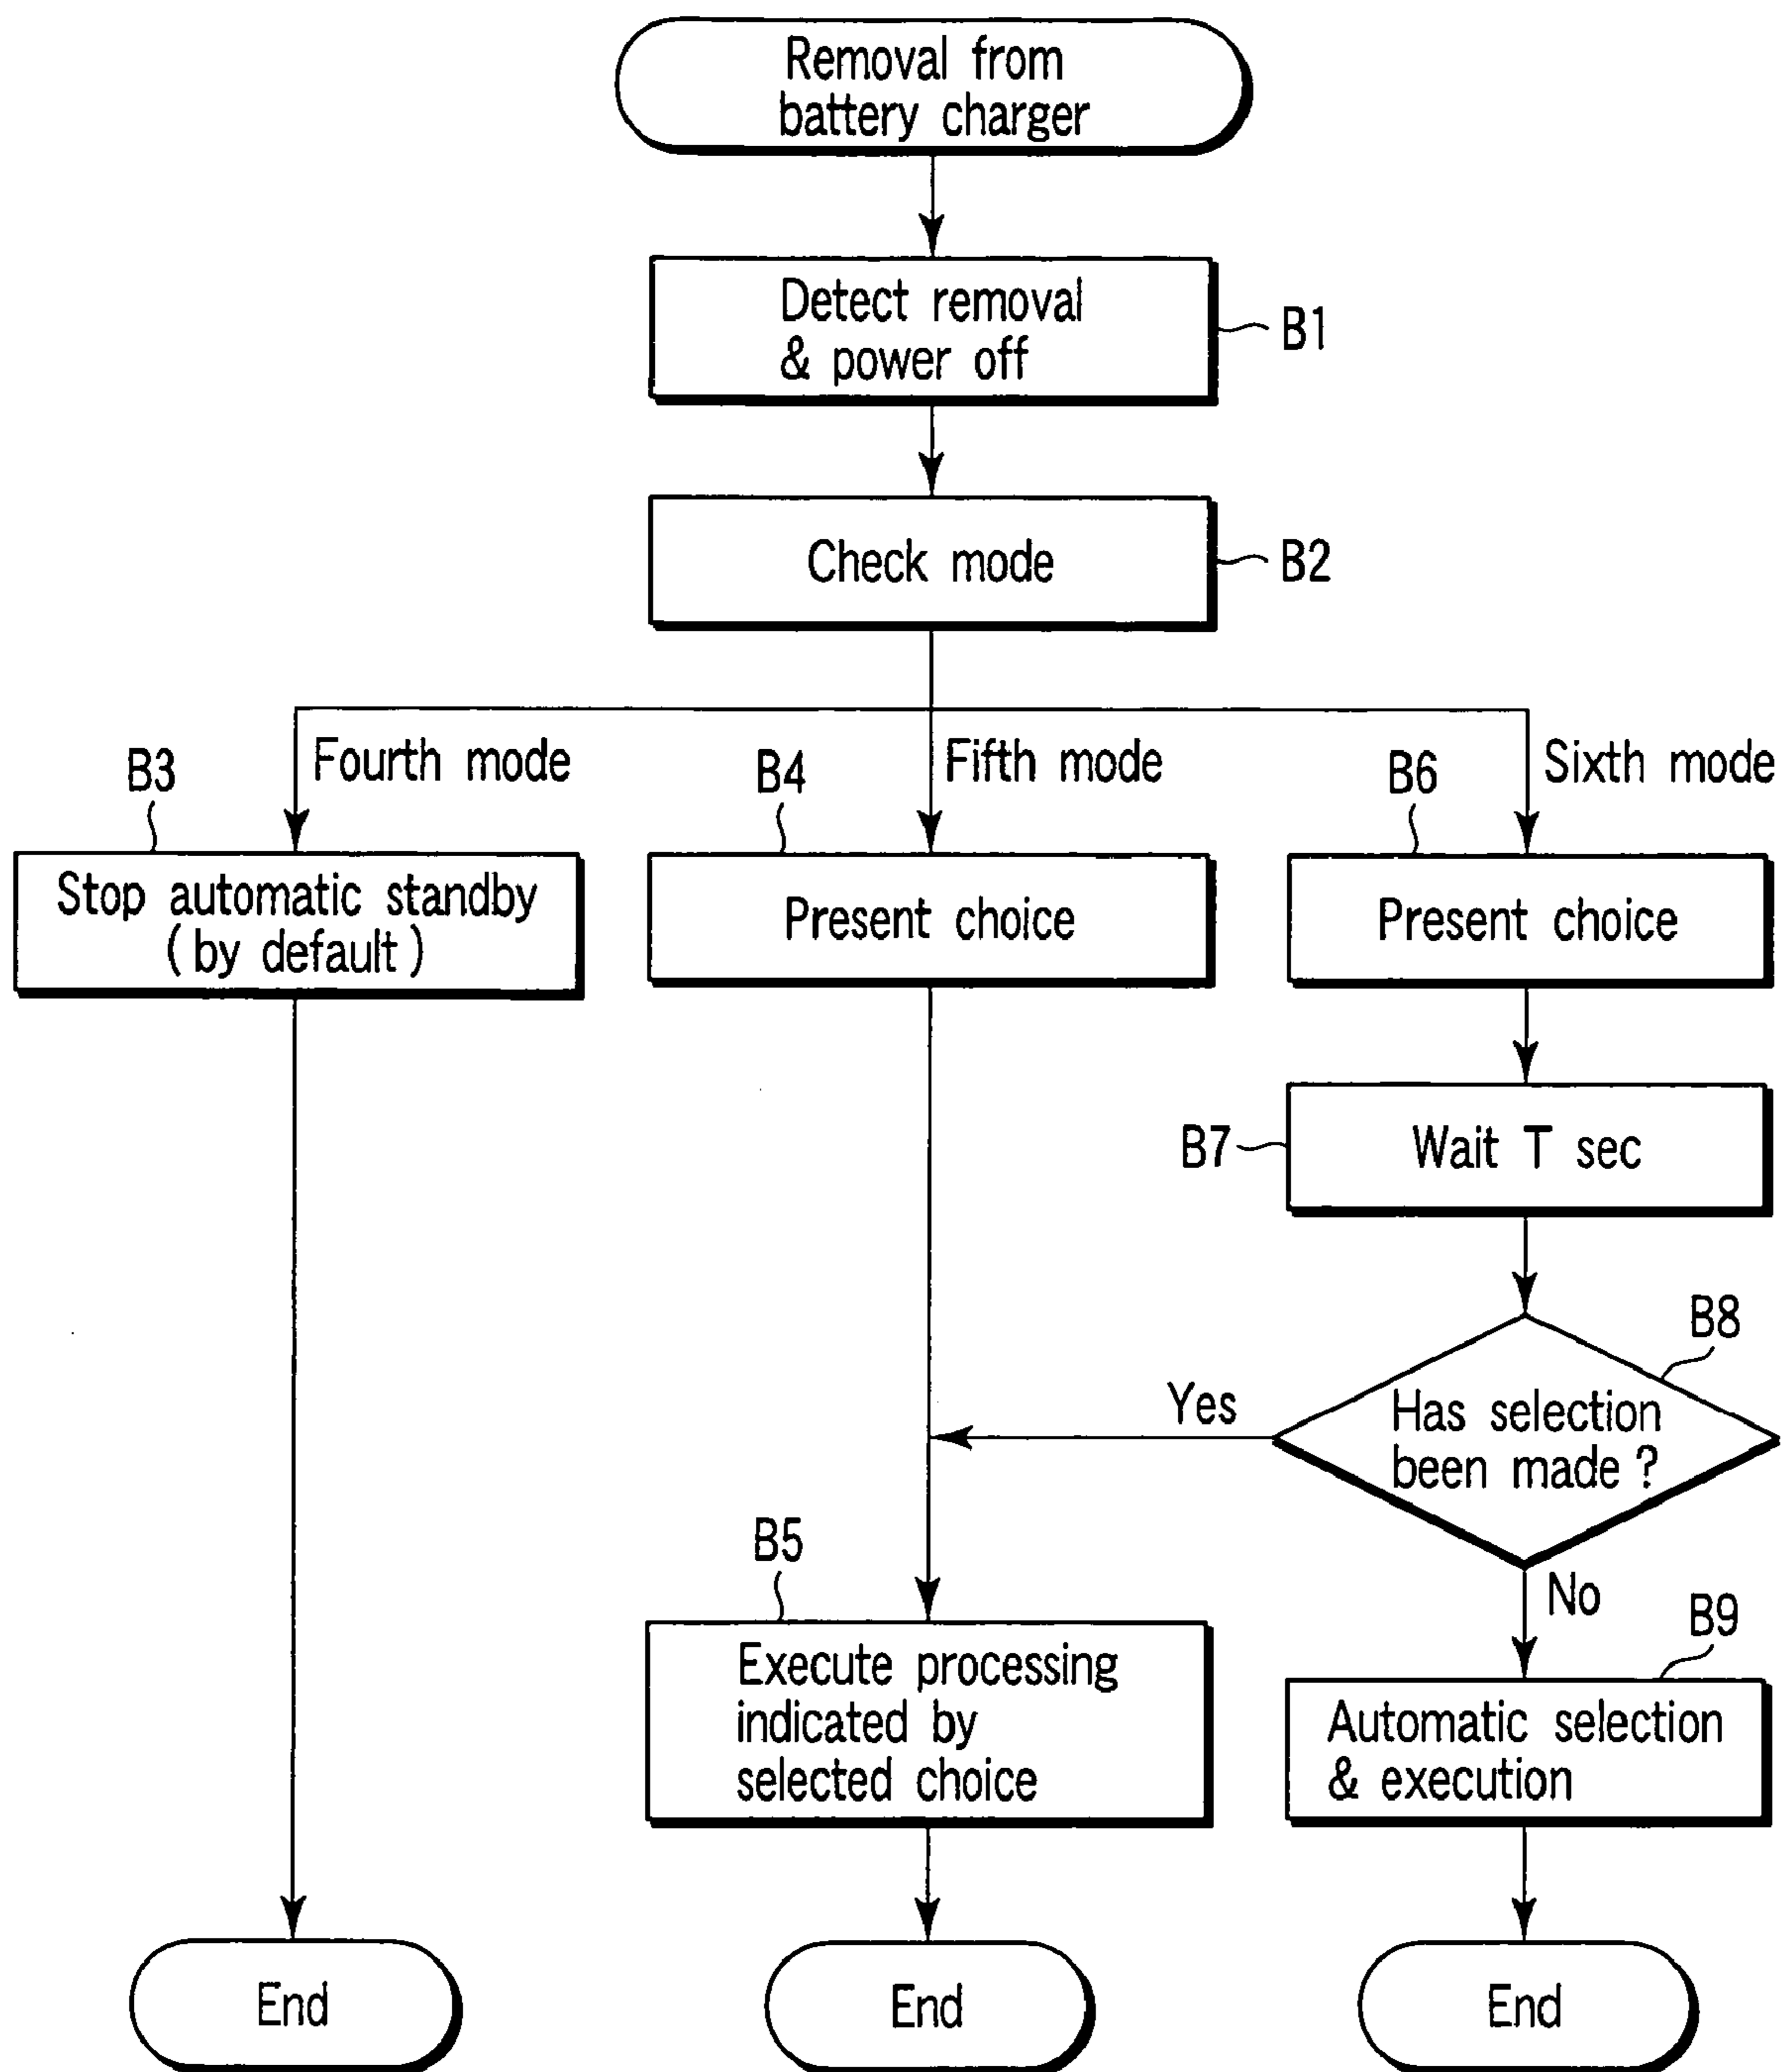 Removal from
battery charger
Detect removal
& power off
B1
Check mode
B2
B3
Fourth mode
B4
Fifth mode
B6
Sixth mode
Stop automatic standby
(by default)
Present choice
Present choice
B7
Wait T sec
B8
Yes
Has selection
been made?
No
B5
B9
Execute processing
indicated by
selected choice
Automatic selection
& execution
End
End
End